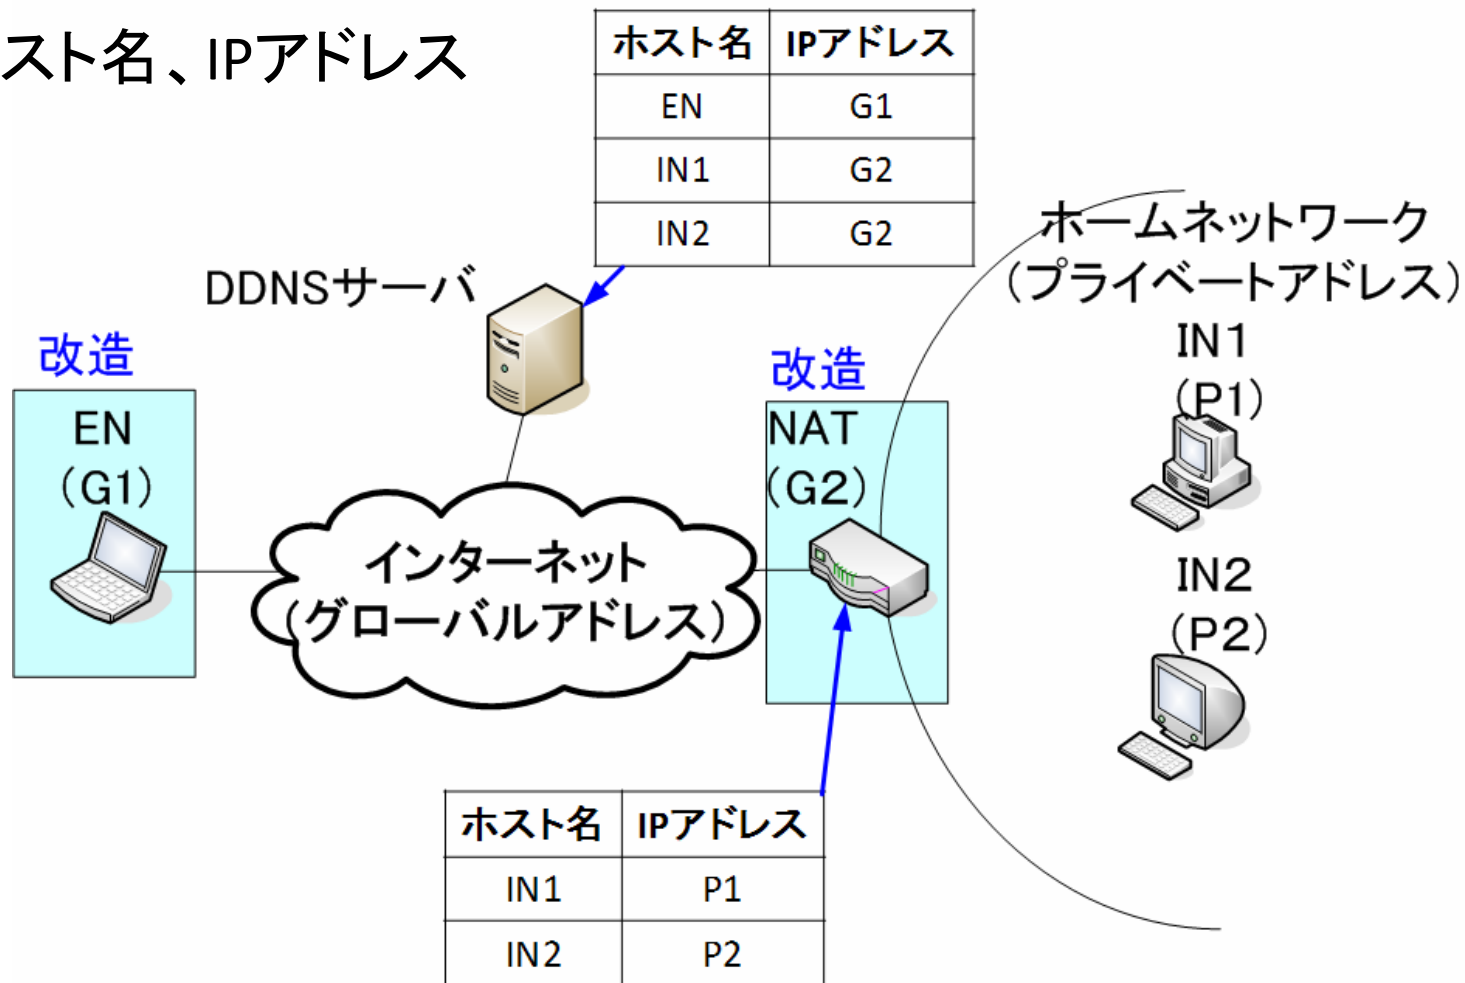 スト名、IPアドレス
ホスト名 IPアドレス
EN G1
IN1 G2
IN2 G2
DDNSサーバ
ホームネットワーク
(プライベートアドレス)
改造
EN
(G1)
改造
NAT
(G2)
IN1
(P1)
インターネット
(グローバルアドレス)
IN2
(P2)
ホスト名 IPアドレス
IN1 P1
IN2 P2